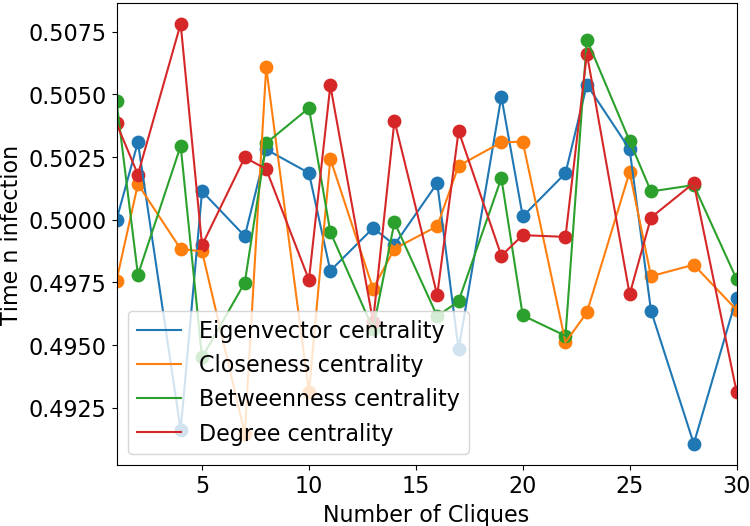 0.5075
0.5050
0.5025
0.5000
0.4975
0.4950
0.4925
Time n infection
Eigenvector centrality
Closeness centrality
Betweenness centrality
Degree centrality
5 10 15 20 25 30
Number of Cliques